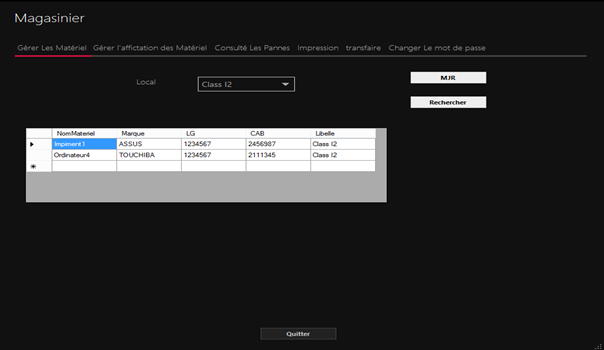 Magasinier
Gérer Les Matériel Gérer l'affictation des Matériel Consulté Les Pannes Impression transfaire Changer Le mot de passe
Local Class I2 MJR
Rechercher
NomMateriel Marque LG CAB Libelle
Impiment1 ASSUS 1234567 2456987 Class I2
Ordinateur4 TOUCHIBA 1234567 2111345 Class I2
Quitter